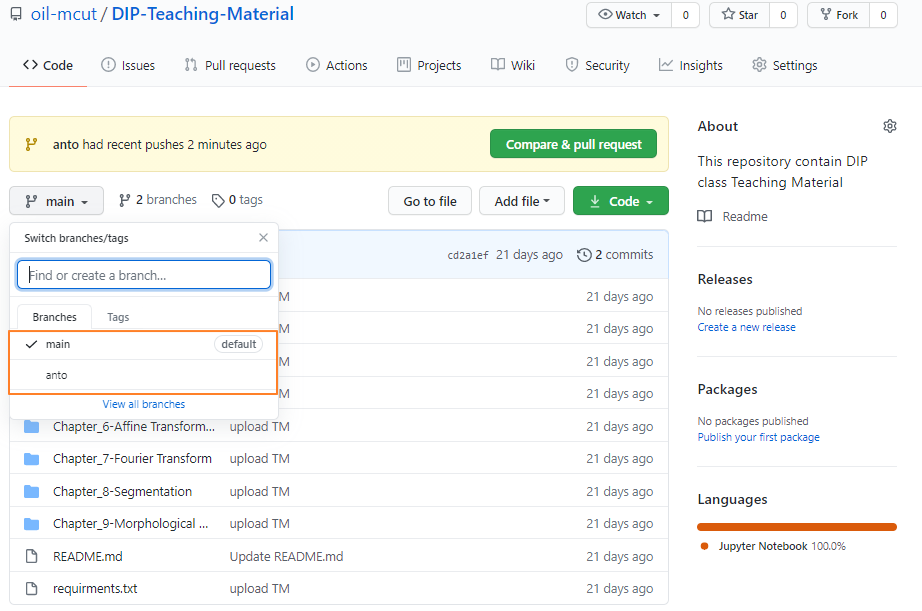 oil-mcut / DIP-Teaching-Material
Watch 0 Star 0 Fork 0
Code Issues Pull requests Actions Projects Wiki Security Insights Settings
anto had recent pushes 2 minutes ago Compare & pull request
main 2 branches 0 tags Go to file Add file Code
Switch branches/tags
Find or create a branch...
Branches Tags
main default
anto
View all branches
cd2a1ef 21 days ago 2 commits
M 21 days ago
M 21 days ago
M 21 days ago
M 21 days ago
Chapter_6-Affine Transform... upload TM 21 days ago
Chapter_7-Fourier Transform upload TM 21 days ago
Chapter_8-Segmentation upload TM 21 days ago
Chapter_9-Morphological ... upload TM 21 days ago
README.md Update README.md 21 days ago
requirments.txt upload TM 21 days ago
About
This repository contain DIP
class Teaching Material
Readme
Releases
No releases published
Create a new release
Packages
No packages published
Publish your first package
Languages
Jupyter Notebook 100.0%